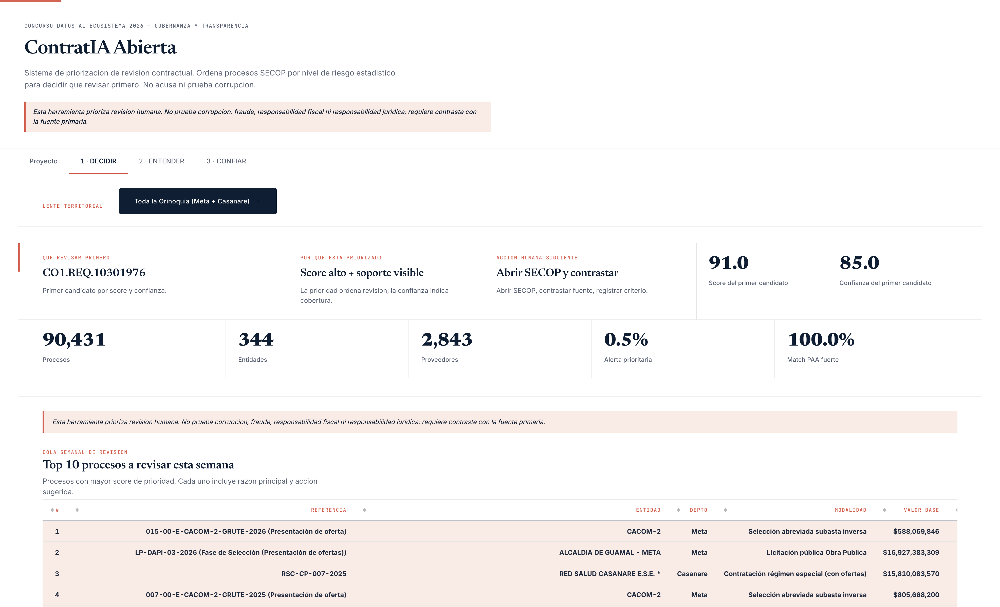 CONCURSO DATOS AL ECOSISTEMA 2026 · GOBERNANZA Y TRANSPARENCIA
ContratIA Abierta
Sistema de priorizacion de revision contractual. Ordena procesos SECOP por nivel de riesgo estadistico
para decidir que revisar primero. No acusa ni prueba corrupcion.
Esta herramienta prioriza revision humana. No prueba corrupcion, fraude, responsabilidad fiscal ni responsabilidad juridica; requiere contraste con
la fuente primaria.
Proyecto 1 · DECIDIR 2 · ENTENDER 3 · CONFIAR
LENTE TERRITORIAL Toda la Orinoquía (Meta + Casanare)
QUE REVISAR PRIMERO
CO1.REQ.10301976
Primer candidato por score y confianza.
POR QUE ESTA PRIORIZADO
Score alto + soporte visible
La prioridad ordena revision; la confianza indica
cobertura.
ACCION HUMANA SIGUIENTE
Abrir SECOP y contrastar
Abrir SECOP, contrastar fuente, registrar criterio.
91.0
Score del primer candidato
85.0
Confianza del primer candidato
90,431
Procesos
344
Entidades
2,843
Proveedores
0.5%
Alerta prioritaria
100.0%
Match PAA fuerte
Esta herramienta prioriza revision humana. No prueba corrupcion, fraude, responsabilidad fiscal ni responsabilidad juridica; requiere contraste con la fuente primaria.
COLA SEMANAL DE REVISION
Top 10 procesos a revisar esta semana
Procesos con mayor score de prioridad. Cada uno incluye razon principal y accion
sugerida.
# REFERENCIA ENTIDAD DEPTO MODALIDAD VALOR BASE
1 015-00-E-CACOM-2-GRUTE-2026 (Presentación de oferta) CACOM-2 Meta Selección abreviada subasta inversa $588,069,846
2 LP-DAPI-03-2026 (Fase de Selección (Presentación de ofertas)) ALCALDIA DE GUAMAL - META Meta Licitación pública Obra Publica $16,927,383,309
3 RSC-CP-007-2025 RED SALUD CASANARE E.S.E. * Casanare Contratación régimen especial (con ofertas) $15,810,083,570
4 007-00-E-CACOM-2-GRUTE-2025 (Presentación de oferta) CACOM-2 Meta Selección abreviada subasta inversa $805,668,200